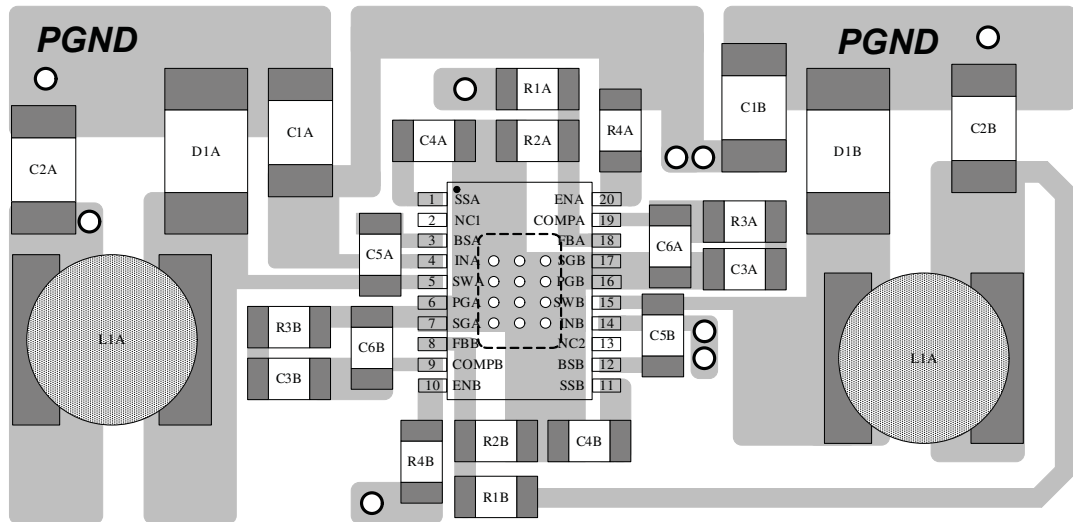 PGND
PGND
C2A
D1A
C1A
C4A
R1A
R2A
R4A
C1B
D1B
C2B
1 SSA ENA 20
2 NC1 COMPA 19
3 BSA FBA 18
4 INA SGB 17
5 SWA PGB 16
6 PGA SWB 15
7 SGA INB 14
8 FBB NC2 13
9 COMPB BSB 12
10 ENB SSB 11
C5A
C6A
R3A
C3A
L1A
R3B
C3B
C6B
C5B
L1A
R4B
R2B
C4B
R1B